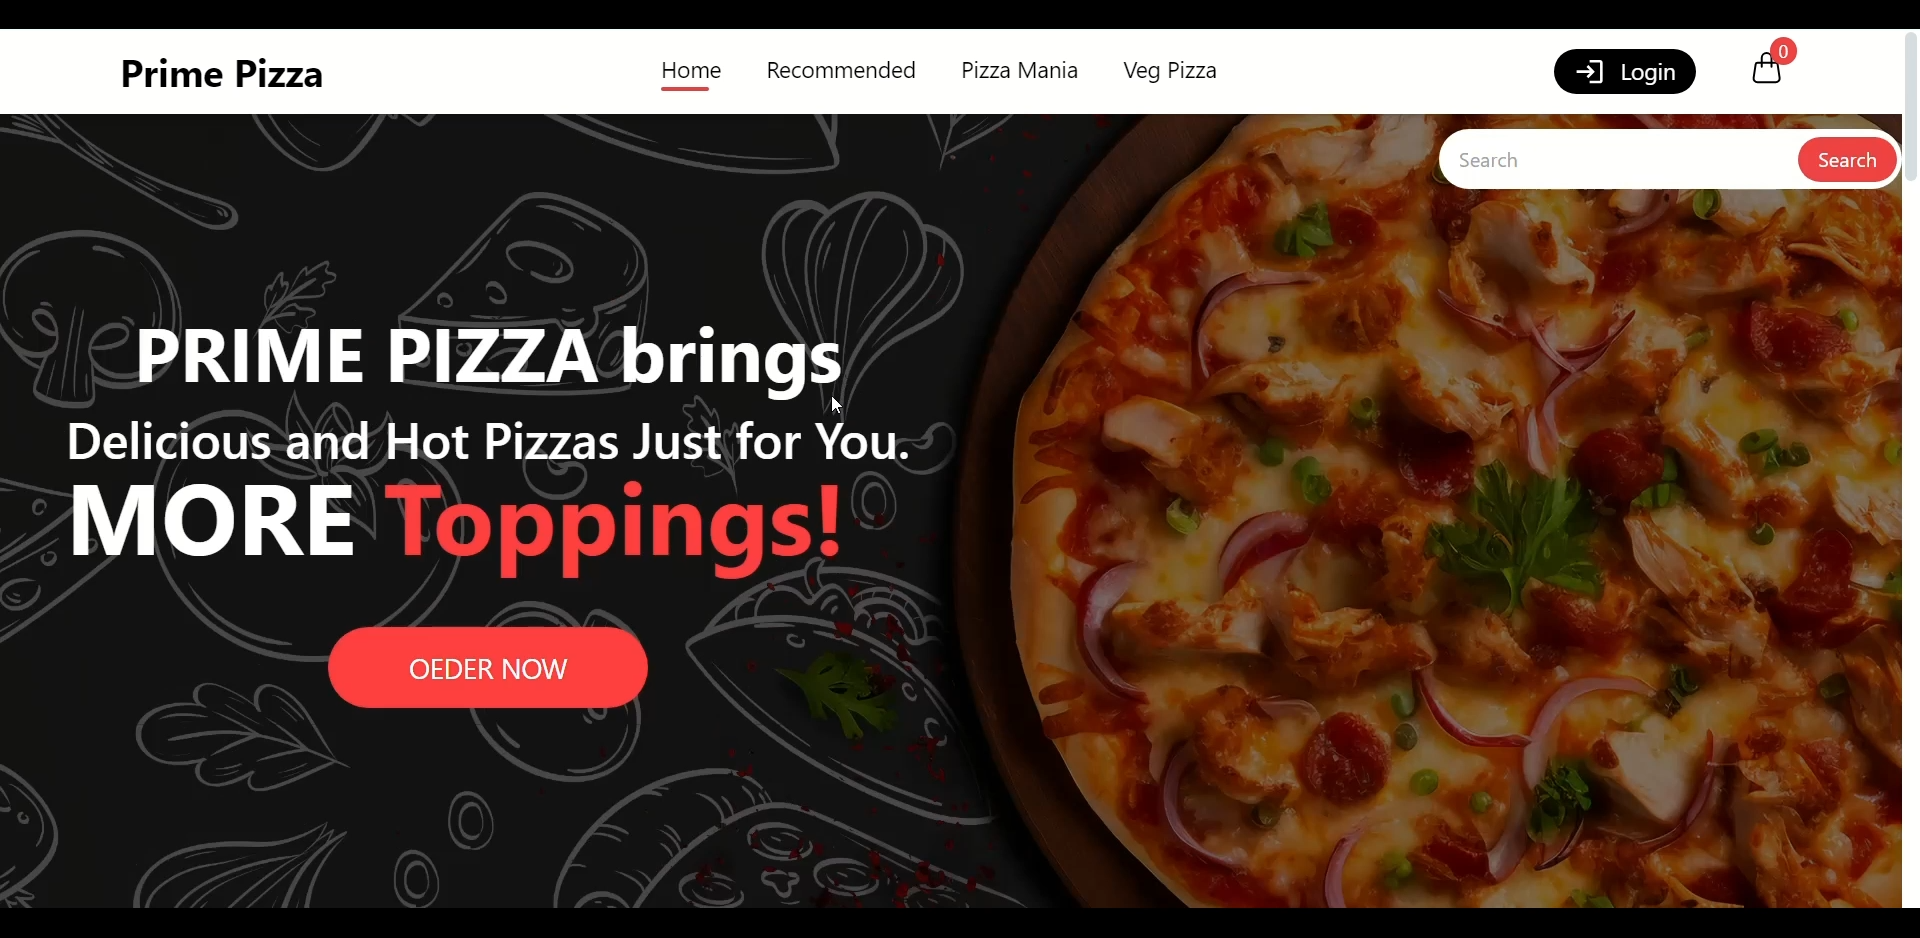 Prime Pizza
Home Recommended Pizza Mania Veg Pizza
Login
0
Search Search
PRIME PIZZA brings
Delicious and Hot Pizzas Just for You.
MORE Toppings!
OEDER NOW